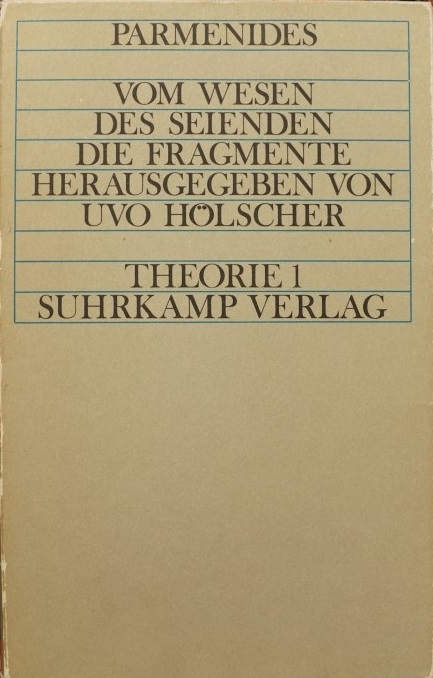 PARMENIDES
VOM WESEN
DES SEIENDEN
DIE FRAGMENTE
HERAUSGEGEBEN VON
UVO HÖLSCHER
THEORIE 1
SUHRKAMP VERLAG